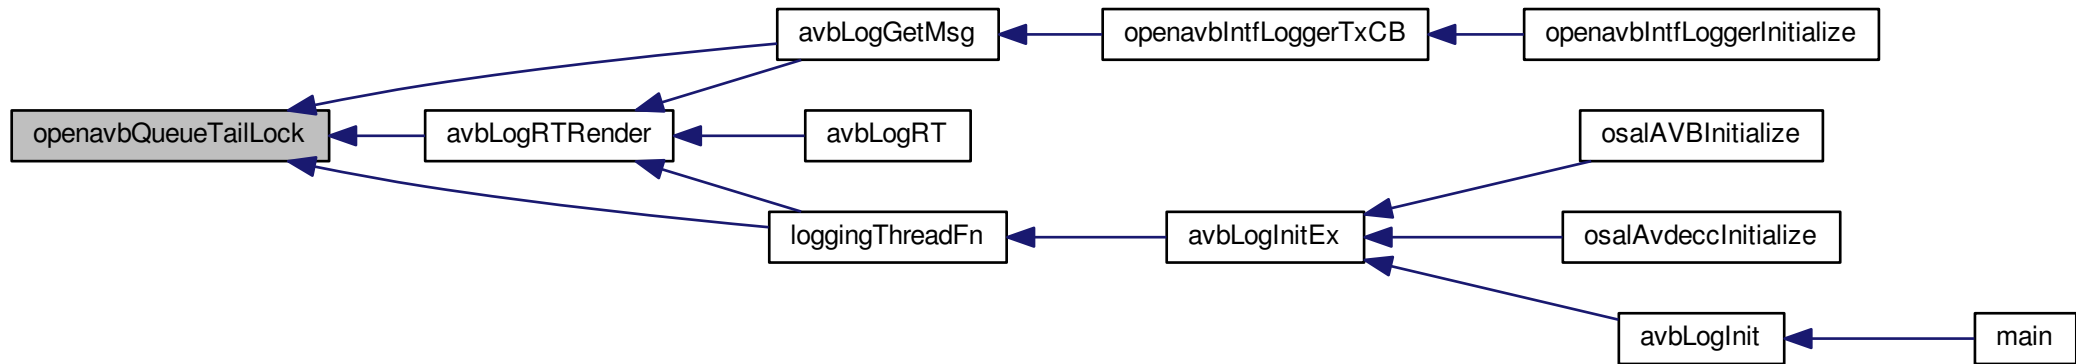 avbLogGetMsg
openavbIntfLoggerTxCB
openavbIntfLoggerInitialize
openavbQueueTailLock
avbLogRTRender
avbLogRT
osalAVBInitialize
loggingThreadFn
avbLogInitEx
osalAvdeccInitialize
avbLogInit
main